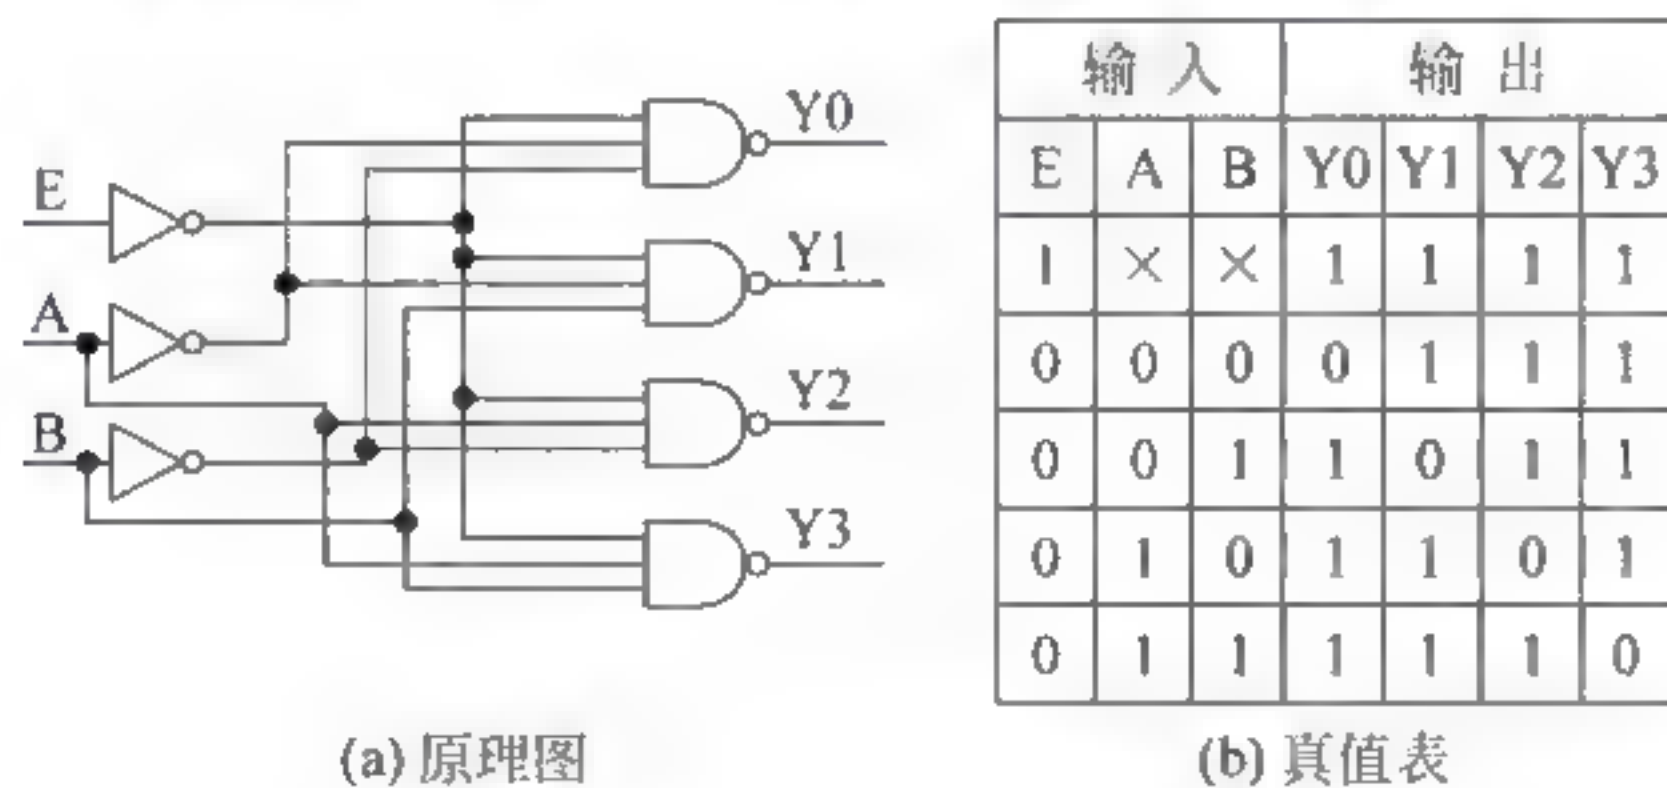 E
A
B
Y0
Y1
Y2
Y3
(a) 原理图
输 入 输 出
E A B Y0 Y1 Y2 Y3
1 × × 1 1 1 1
0 0 0 0 1 1 1
0 0 1 1 0 1 1
0 1 0 1 1 0 1
0 1 1 1 1 1 0
(b) 真值表